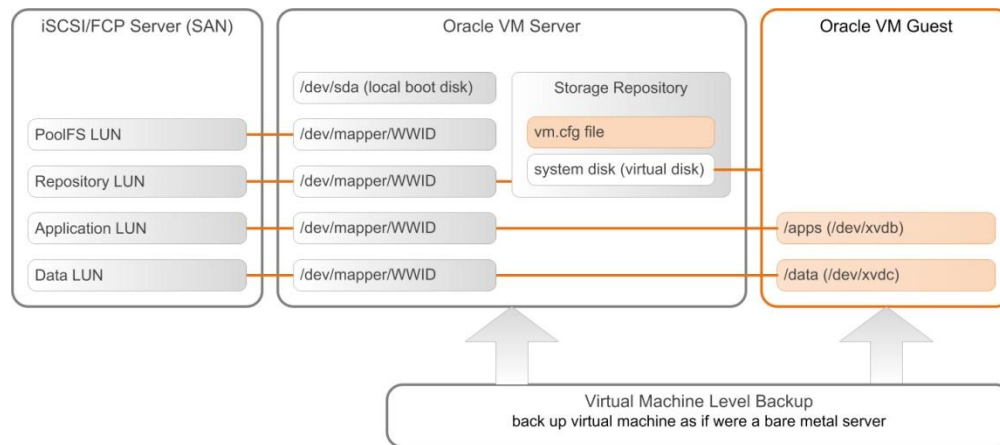 iSCSI/FCP Server (SAN)
PoolFS LUN
Repository LUN
Application LUN
Data LUN
Oracle VM Server
/dev/sda (local boot disk)
/dev/mapper/WWID
/dev/mapper/WWID
/dev/mapper/WWID
/dev/mapper/WWID
Storage Repository
vm.cfg file
system disk (virtual disk)
Oracle VM Guest
/apps (/dev/xvdb)
/data (/dev/xvdc)
Virtual Machine Level Backup
back up virtual machine as if were a bare metal server